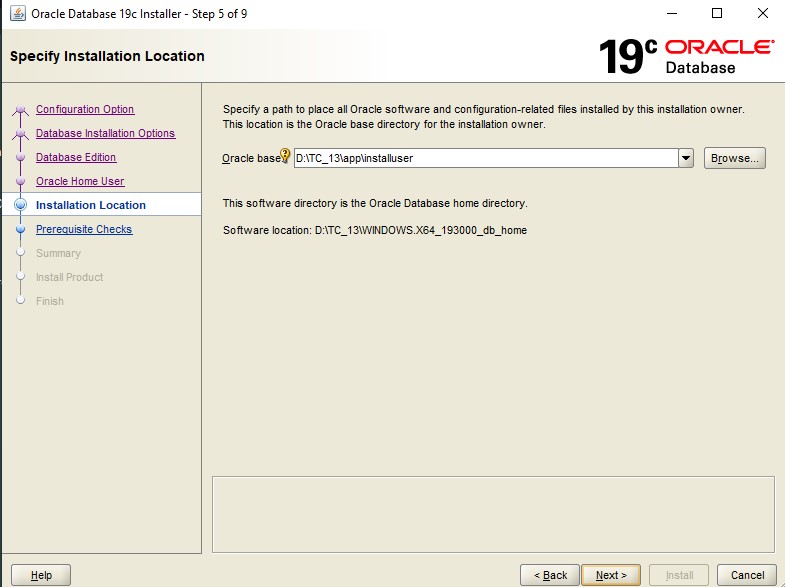 Oracle Database 19c Installer - Step 5 of 9
Specify Installation Location
19c ORACLE
Database
Configuration Option
Database Installation Options
Database Edition
Oracle Home User
Installation Location
Prerequisite Checks
Summary
Install Product
Finish
Specify a path to place all Oracle software and configuration-related files installed by this installation owner.
This location is the Oracle base directory for the installation owner.
Oracle base D:\TC_13\app\installuser Browse...
This software directory is the Oracle Database home directory.
Software location: D:\TC_13\WINDOWS.X64_193000_db_home
Help < Back Next > Install Cancel